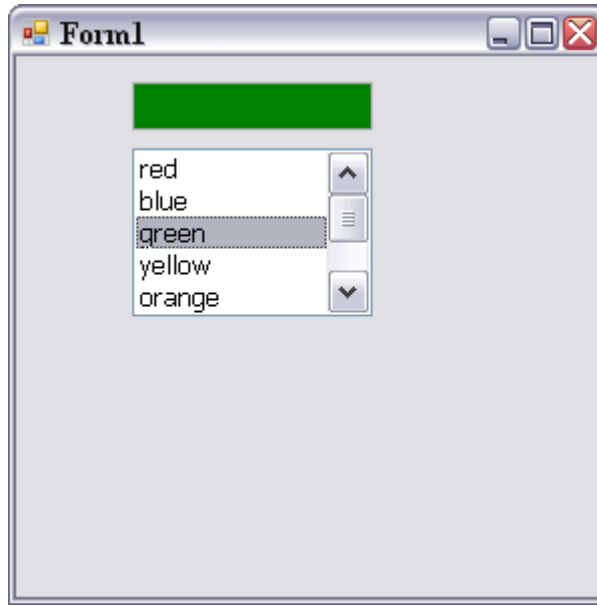 Form1
red
blue
green
yellow
orange